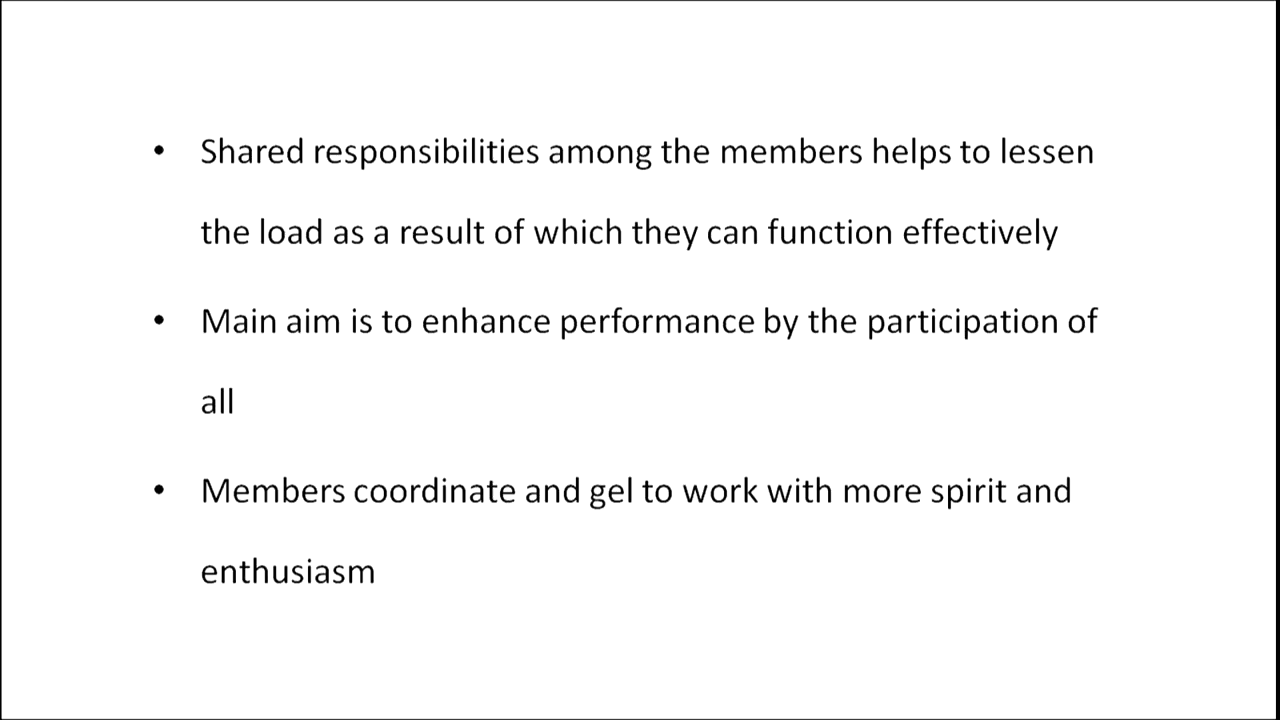 • Shared responsibilities among the members helps to lessen
the load as a result of which they can function effectively
• Main aim is to enhance performance by the participation of
all
• Members coordinate and gel to work with more spirit and
enthusiasm